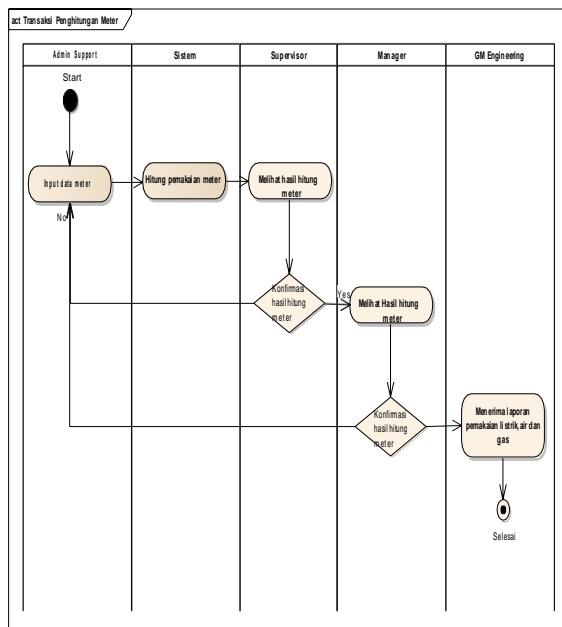 act Transaksi Penghitungan Meter
Admin Support
Sistem
Supervisor
Manager
GM Engineering
Start
Input data meter
Hitung pemakaian meter
Melihat hasil hitung
meter
No
Konfirmasi
hasil hitung
meter
Yes
Melihat Hasil hitung
meter
Konfirmasi
hasil hitung
meter
Menerima laporan
pemakaian listrik,air dan
gas
Selesai